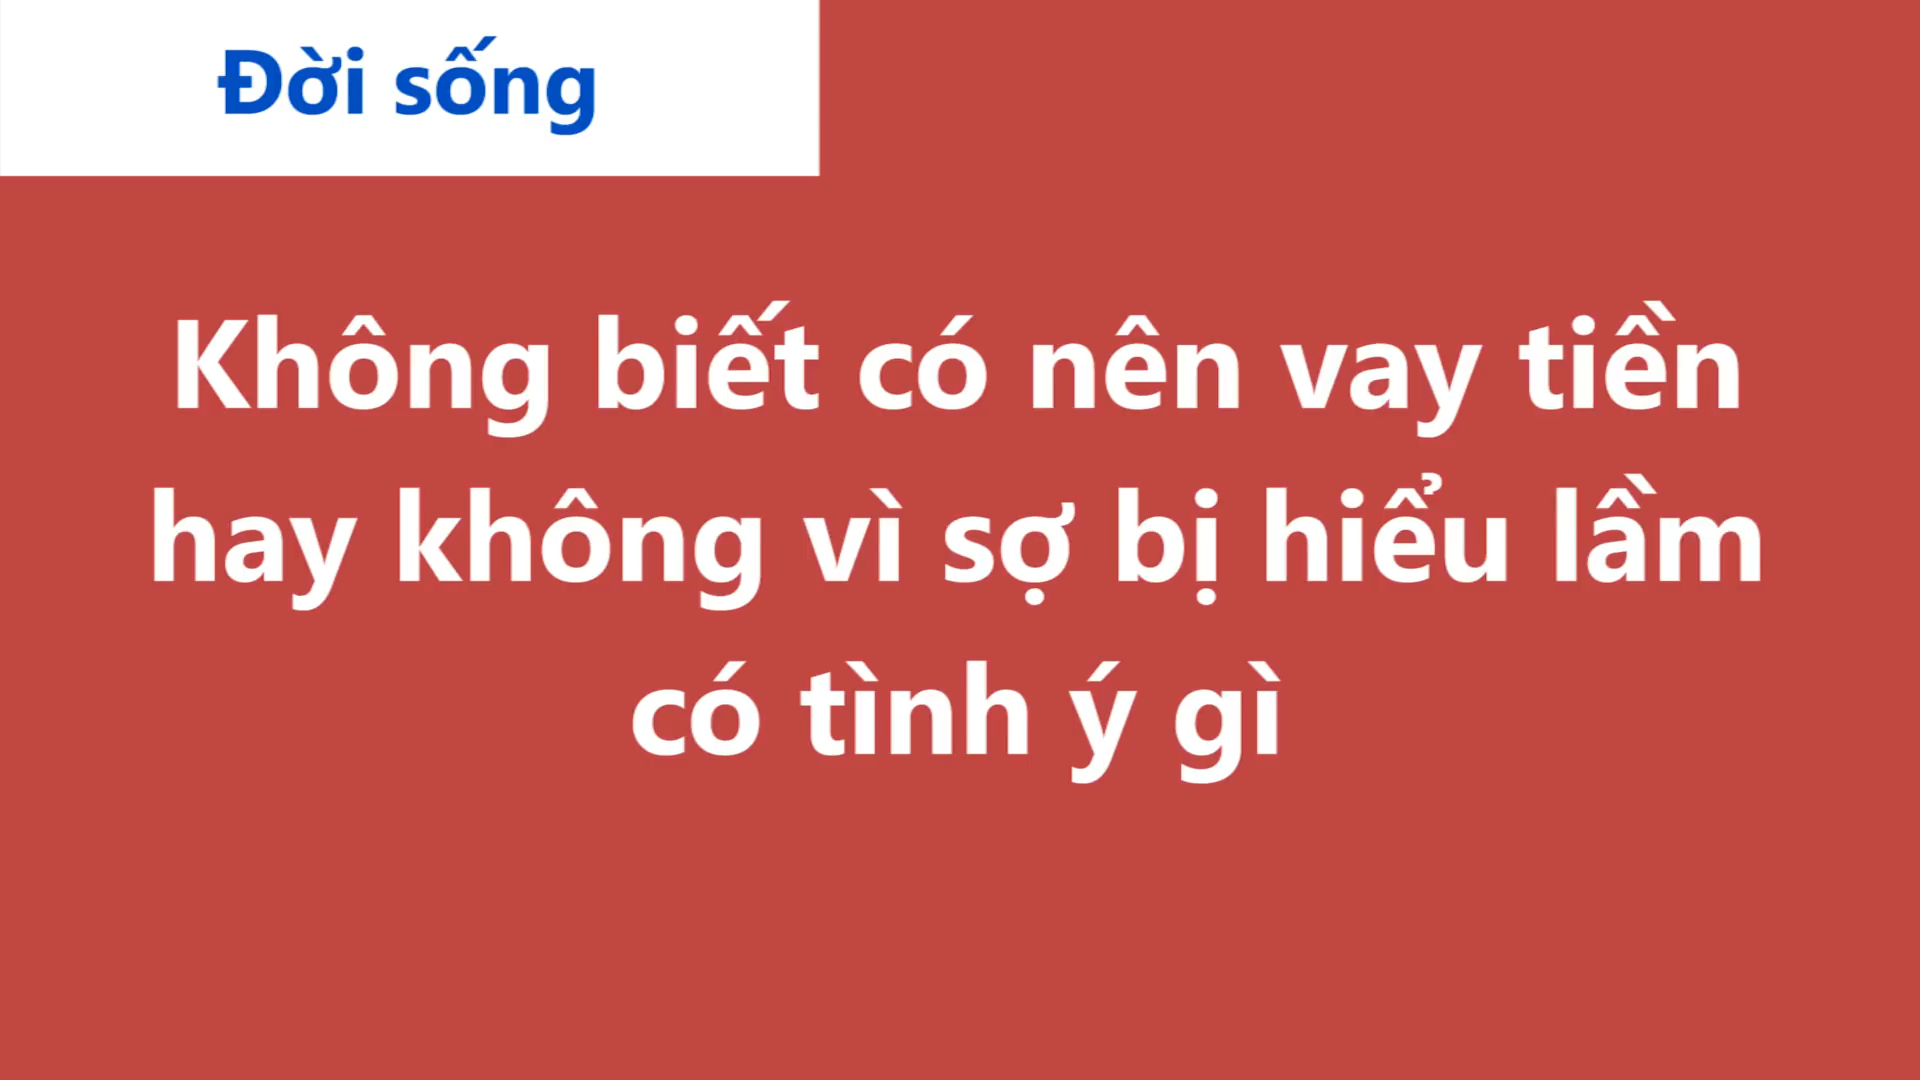 Đời sống
Không biết có nên vay tiền
hay không vì sợ bị hiểu lầm
có tình ý gì